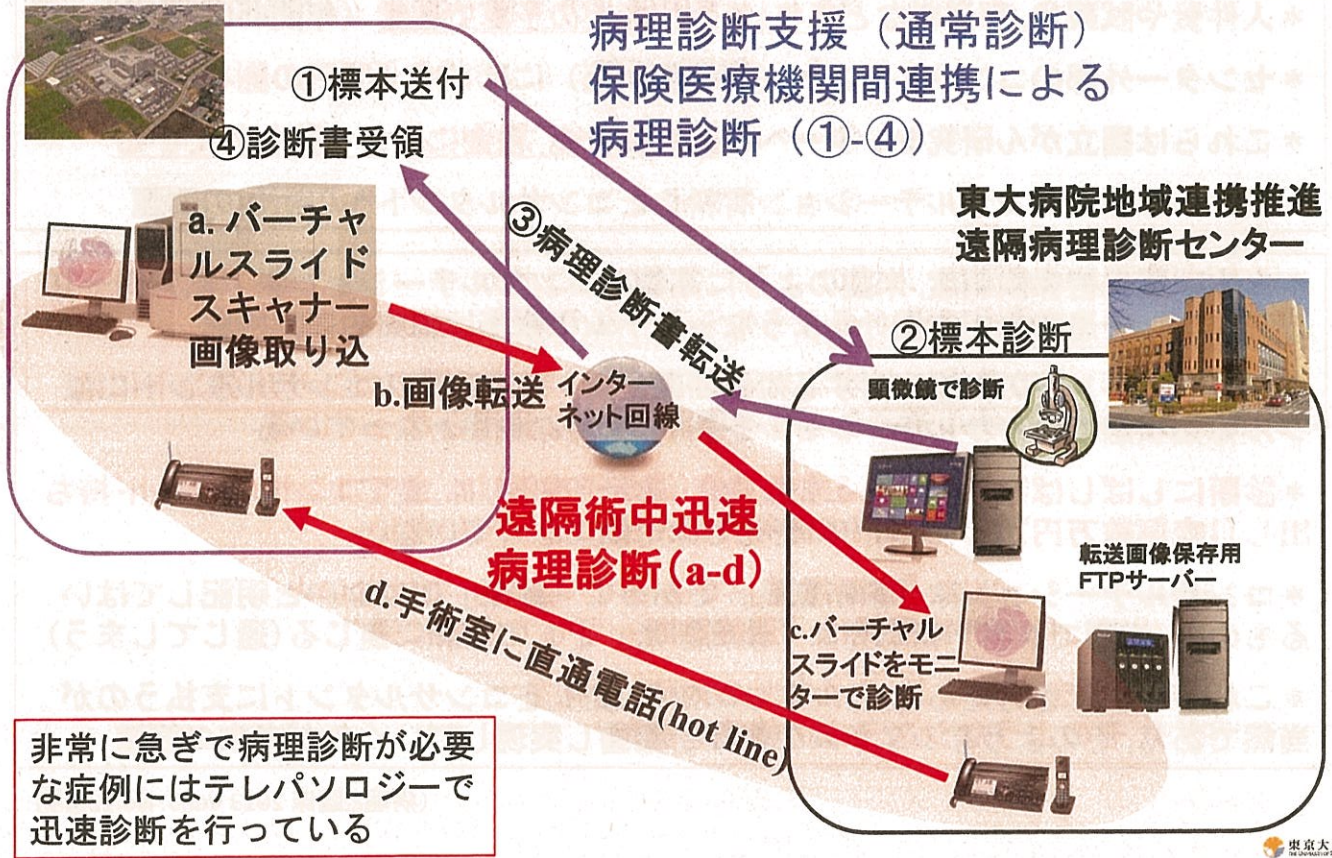 病理診断支援（通常診断）
保険医療機関間連携による
病理診断（①-④）
①標本送付
④診断書受領
a. バーチャ
ルスライド
スキャナー
画像取り込
③病理診断書転送
東大病院地域連携推進
遠隔病理診断センター
②標本診断
顕微鏡で診断
b.画像転送
インター
ネット回線
遠隔術中迅速
病理診断(a-d)
転送画像保存用
FTPサーバー
c.バーチャル
スライドをモニ
ターで診断
d.手術室に直通電話(hot line)
非常に急ぎで病理診断が必要
な症例にはテレパソロジーで
迅速診断を行っている
東京大